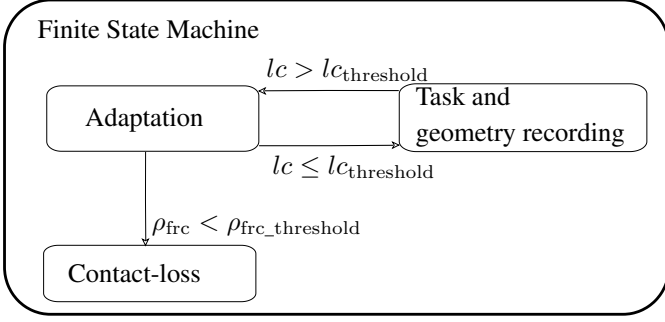 Finite State Machine
lc > lc_threshold
Adaptation
Task and
geometry recording
lc ≤ lc_threshold
ρ_frc < ρ_frc_threshold
Contact-loss